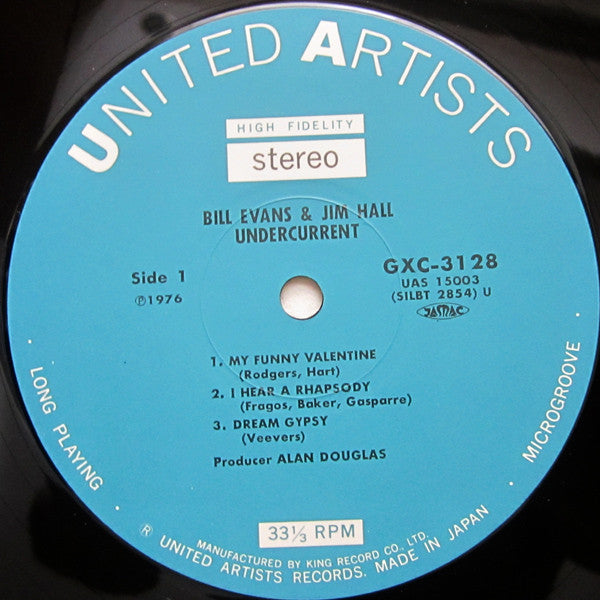 UNITED ARTISTS
HIGH FIDELITY
stereo
BILL EVANS & JIM HALL
UNDERCURRENT
Side 1
Ⓟ1976
GXC-3128
UAS 15003
(SILBT 2854) U
JASRAC
1. MY FUNNY VALENTINE
(Rodgers, Hart)
2. I HEAR A RHAPSODY
(Fragos, Baker, Gasparre)
3. DREAM GYPSY
(Veevers)
Producer ALAN DOUGLAS
33⅓ RPM
· LONG PLAYING ·
MANUFACTURED BY KING RECORD CO., LTD.
® UNITED ARTISTS RECORDS. MADE IN JAPAN
· MICROGROOVE ·